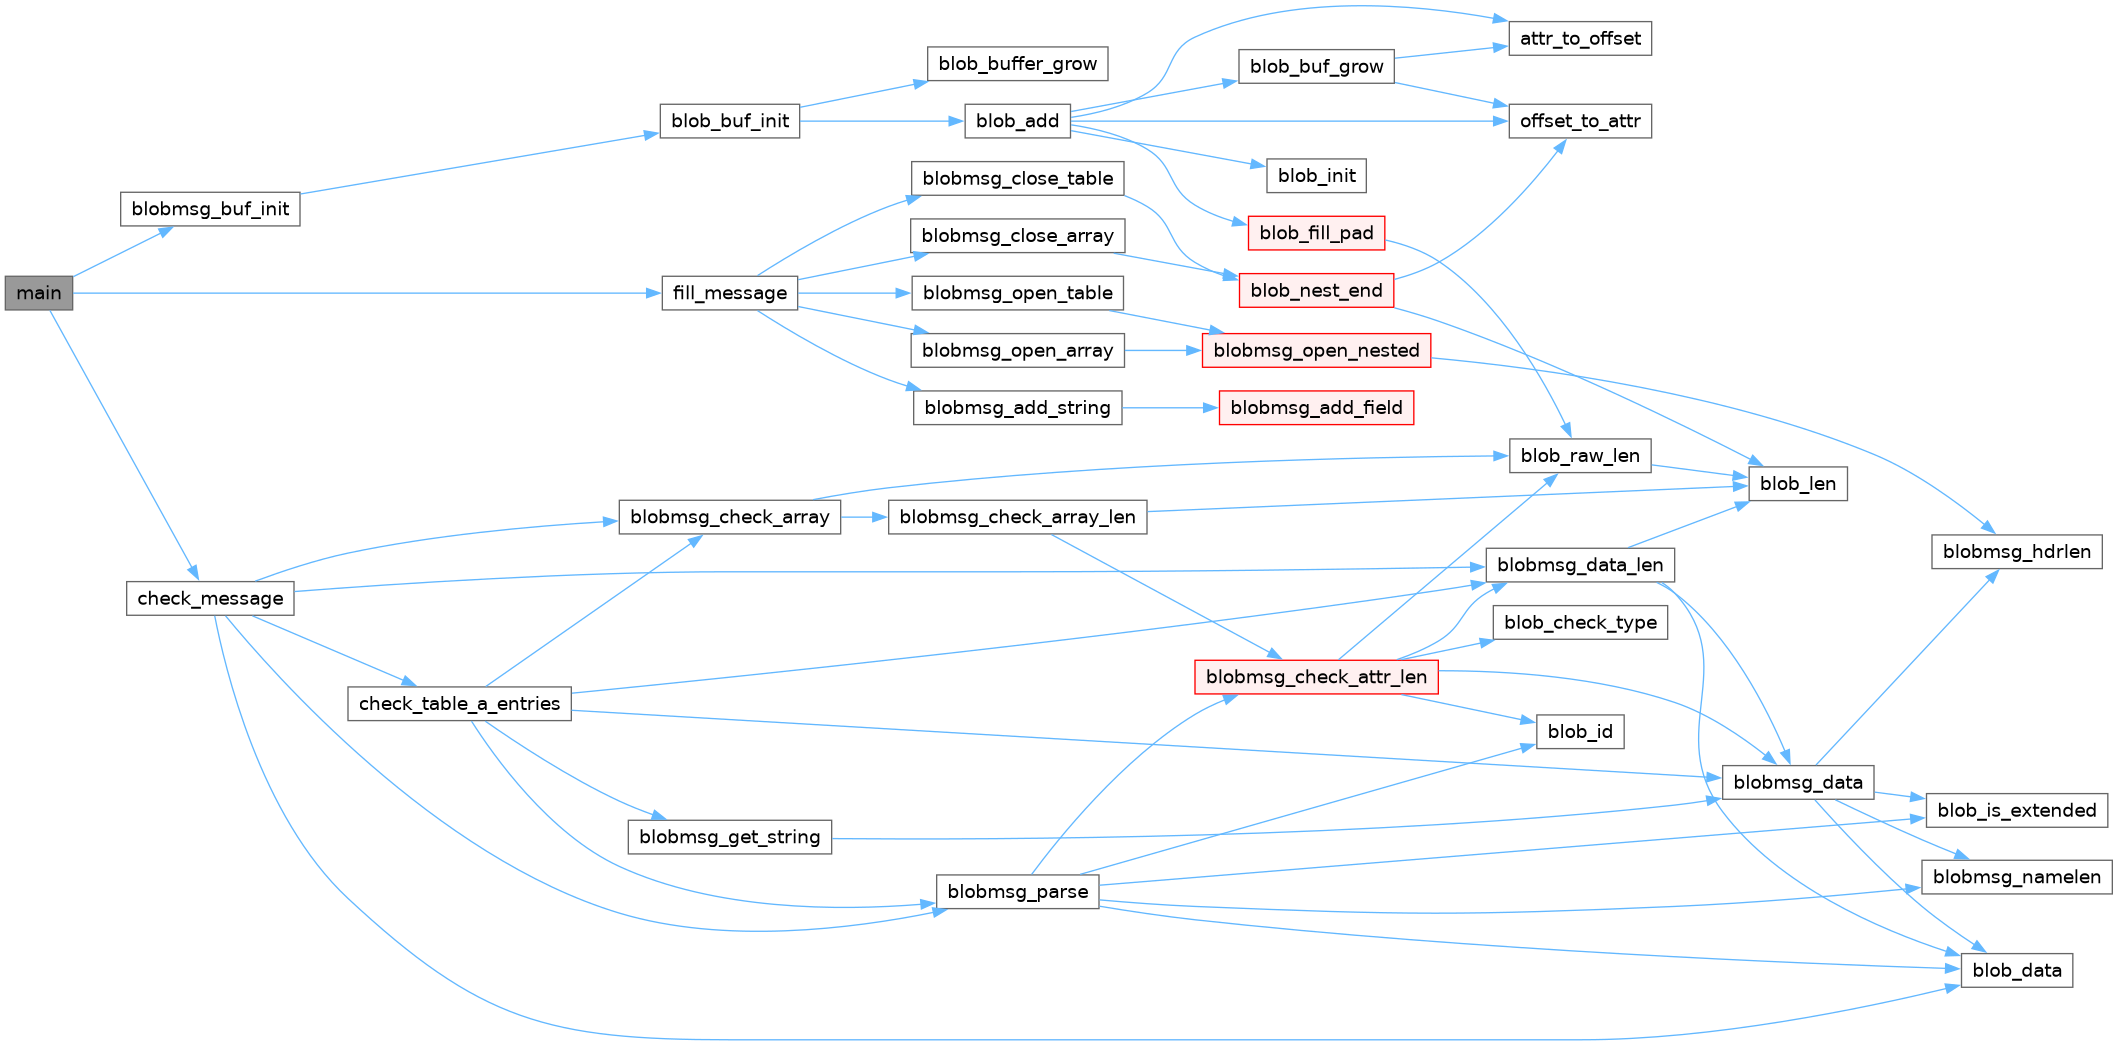 blob_buffer_grow
attr_to_offset
blob_buf_grow
blob_buf_init
blob_add
offset_to_attr
blob_init
blobmsg_close_table
blobmsg_buf_init
blob_fill_pad
blobmsg_close_array
main
fill_message
blobmsg_open_table
blob_nest_end
blobmsg_open_array
blobmsg_open_nested
blobmsg_add_string
blobmsg_add_field
blob_raw_len
blob_len
blobmsg_check_array
blobmsg_check_array_len
blobmsg_hdrlen
blobmsg_data_len
check_message
blob_check_type
blobmsg_check_attr_len
check_table_a_entries
blob_id
blobmsg_data
blob_is_extended
blobmsg_get_string
blobmsg_parse
blobmsg_namelen
blob_data